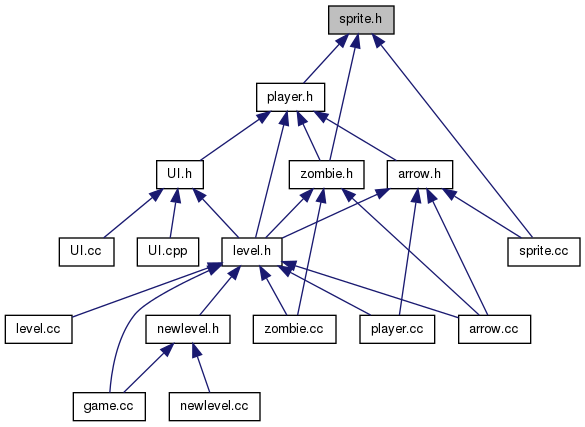 sprite.h
player.h
UI.h
zombie.h
arrow.h
UI.cc
UI.cpp
level.h
sprite.cc
level.cc
newlevel.h
zombie.cc
player.cc
arrow.cc
game.cc
newlevel.cc